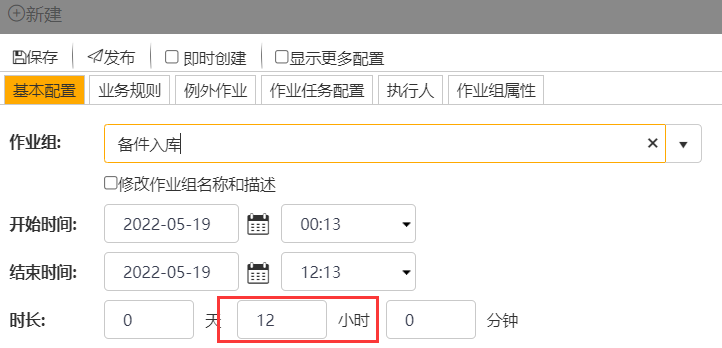 新建
保存 发布 即时创建 显示更多配置
基本配置 业务规则 例外作业 作业任务配置 执行人 作业组属性
作业组: 备件入库
修改作业组名称和描述
开始时间: 2022-05-19 00:13
结束时间: 2022-05-19 12:13
时长: 0 天 12 小时 0 分钟